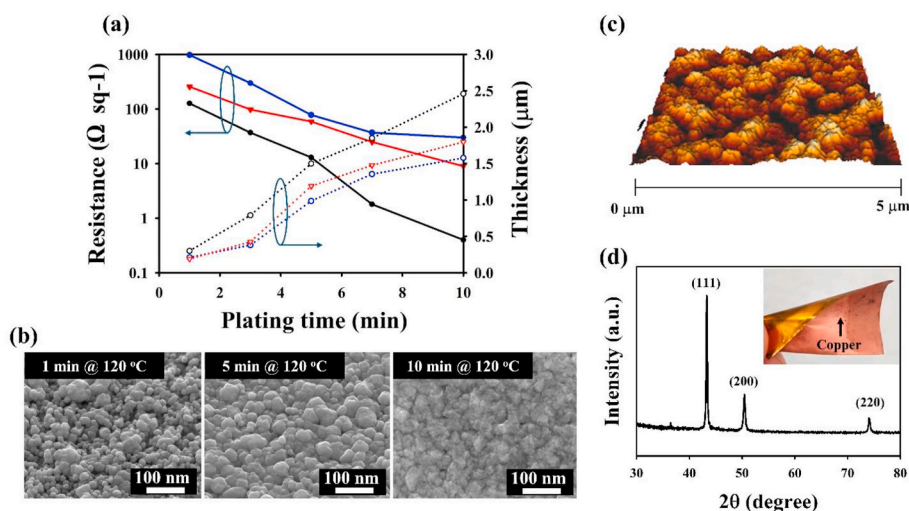 (a)
1000
100
10
1
0.1
Resistance (Ω sq-1)
3.0
2.5
2.0
1.5
1.0
0.5
0.0
Thickness (μm)
0 2 4 6 8 10
Plating time (min)
(b)
1 min @ 120 °C
100 nm
5 min @ 120 °C
100 nm
10 min @ 120 °C
100 nm
(c)
0 μm
5 μm
(d)
Intensity (a.u.)
(111)
(200)
(220)
Copper
30 40 50 60 70 80
2θ (degree)